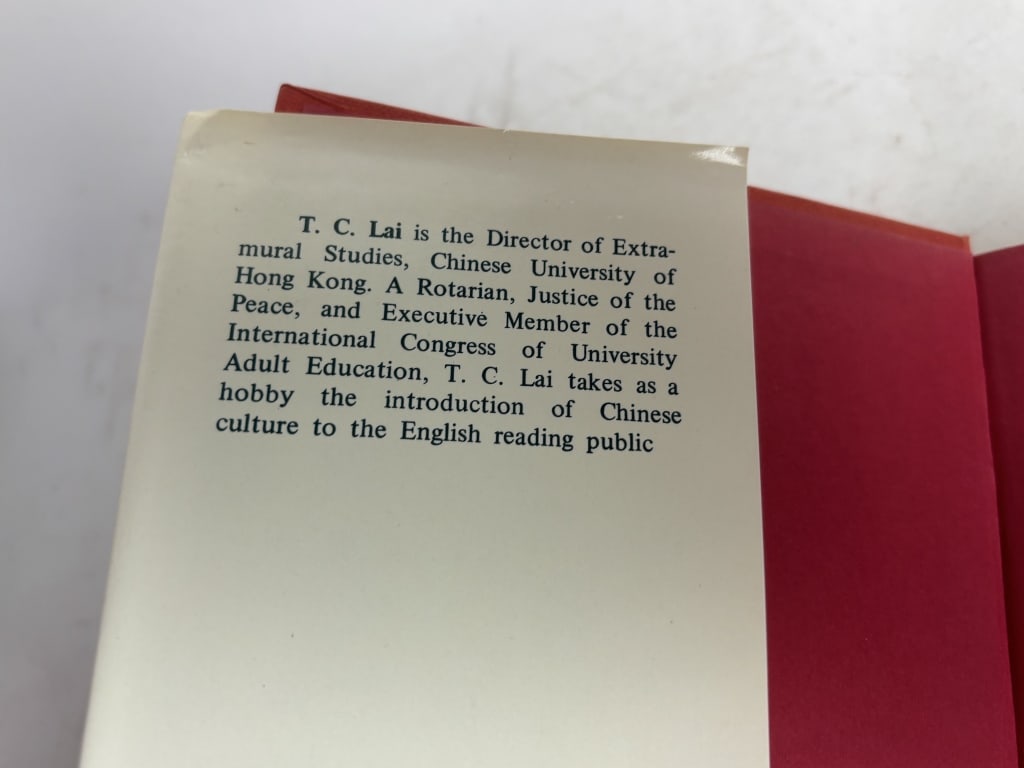 T. C. Lai is the Director of Extra-
mural Studies, Chinese University of
Hong Kong. A Rotarian, Justice of the
Peace, and Executive Member of the
International Congress of University
Adult Education, T. C. Lai takes as a
hobby the introduction of Chinese
culture to the English reading public